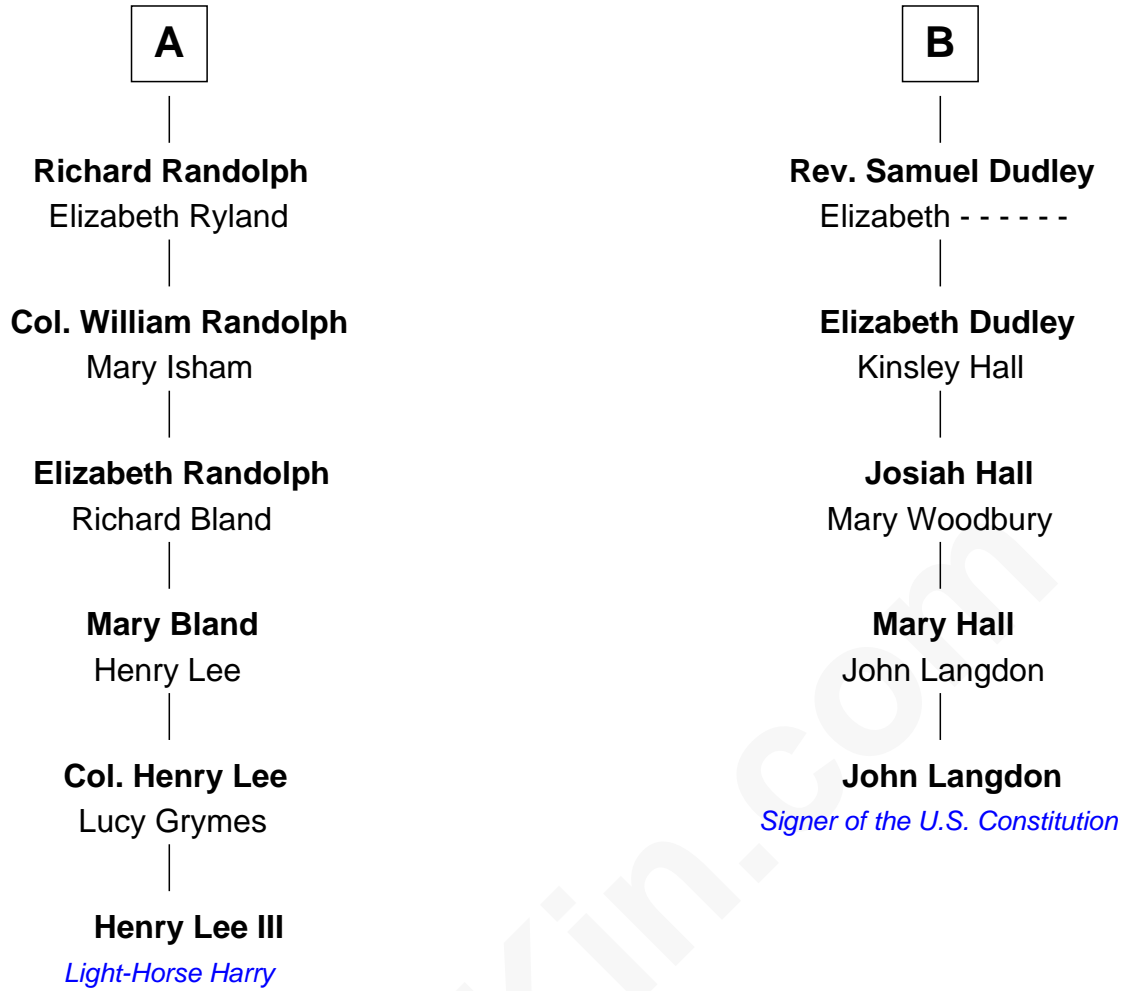 A
Richard Randolph
Elizabeth Ryland
Col. William Randolph
Mary Isham
Elizabeth Randolph
Richard Bland
Mary Bland
Henry Lee
Col. Henry Lee
Lucy Grymes
Henry Lee III
Light-Horse Harry
B
Rev. Samuel Dudley
Elizabeth - - - - - -
Elizabeth Dudley
Kinsley Hall
Josiah Hall
Mary Woodbury
Mary Hall
John Langdon
John Langdon
Signer of the U.S. Constitution
Kin.com